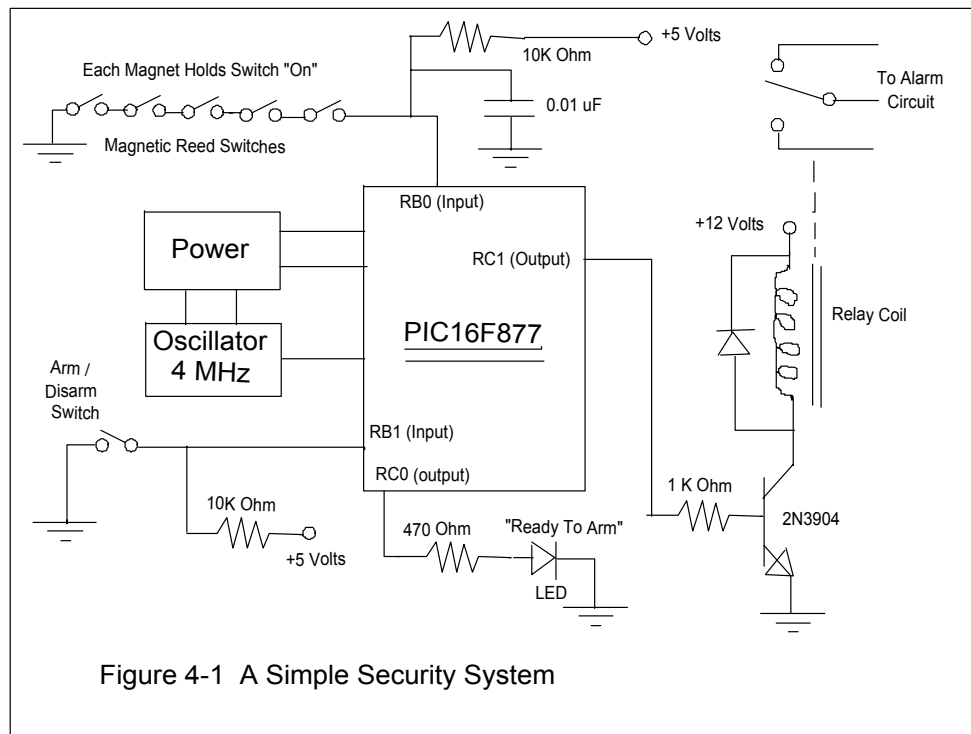 10K Ohm
+5 Volts
Each Magnet Holds Switch "On"
0.01 uF
To Alarm
Circuit
Magnetic Reed Switches
RB0 (Input)
Power
RC1 (Output)
+12 Volts
Oscillator
4 MHz
PIC16F877
Relay Coil
Arm /
Disarm
Switch
RB1 (Input)
RC0 (output)
10K Ohm
+5 Volts
470 Ohm
"Ready To Arm"
LED
1 K Ohm
2N3904
Figure 4-1 A Simple Security System